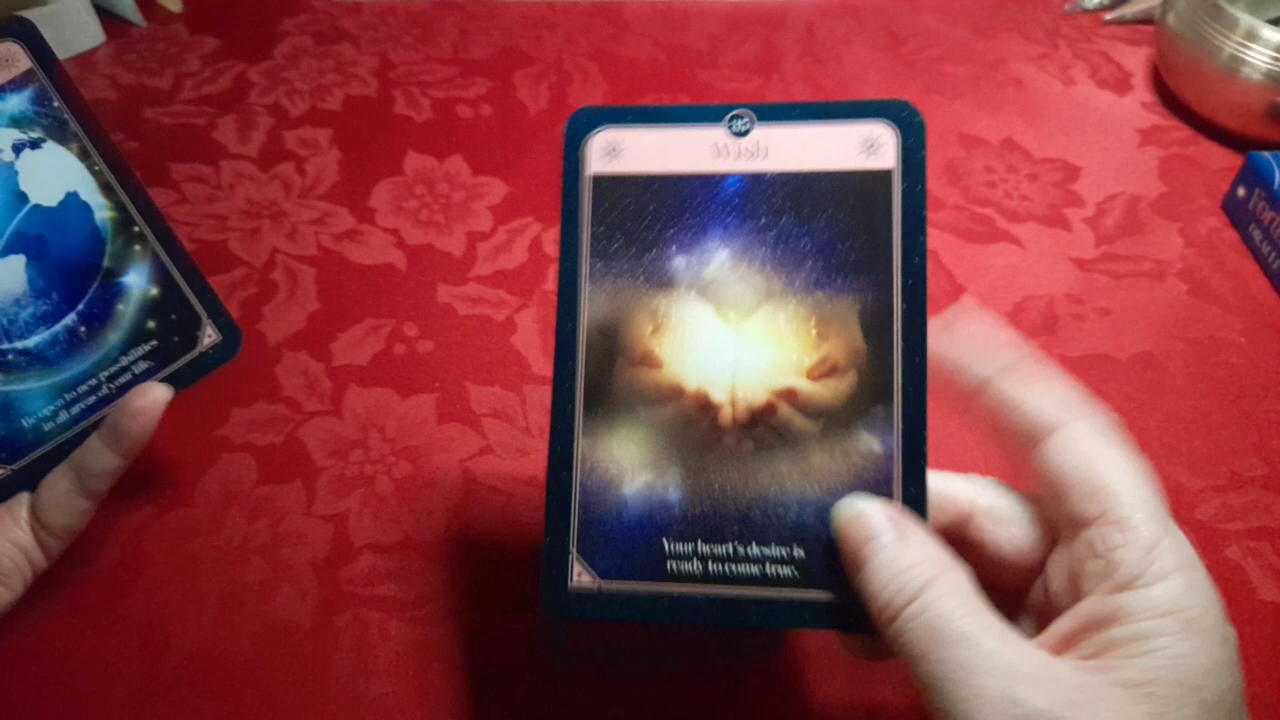 Wish
Your heart's desire is
ready to come true.
Be open to new possibilities
in all areas of your life.